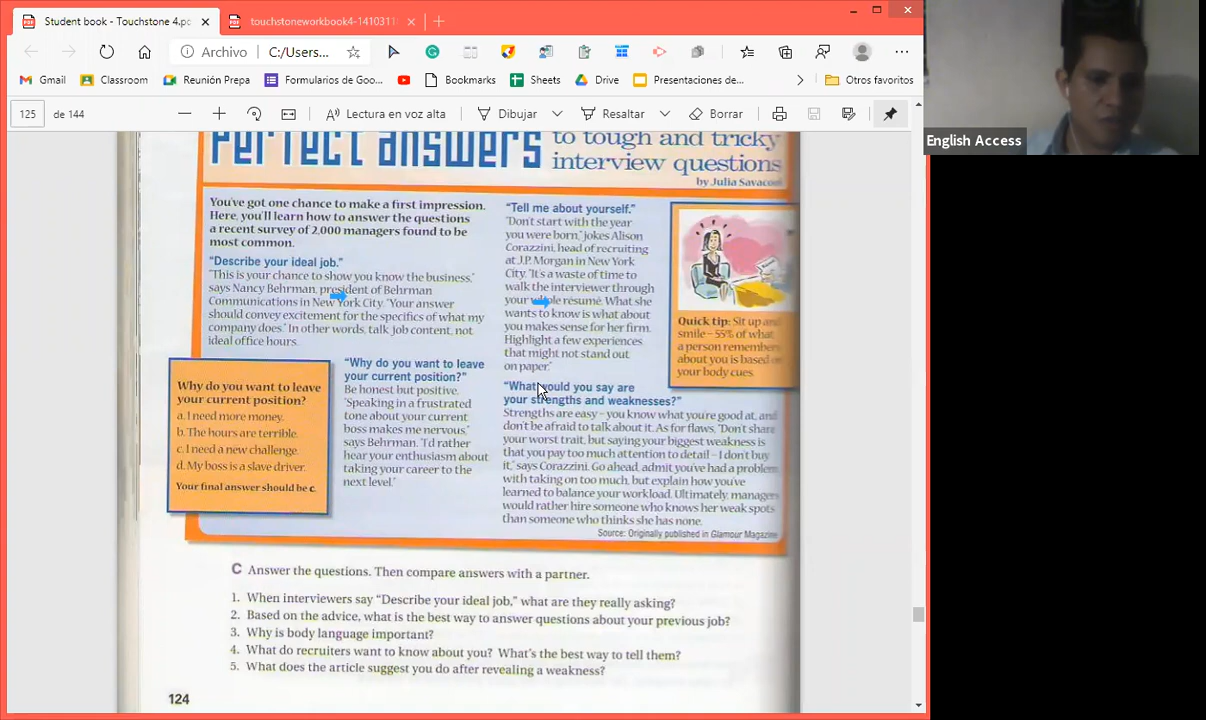 Student book - Touchstone 4.pc
touchstoneworkbook4-1410311
Archivo
C:/Users...
Gmail
Classroom
Reunión Prepa
Formularios de Goo...
Bookmarks
Sheets
Drive
Presentaciones de...
Otros favoritos
125 de 144
Lectura en voz alta
Dibujar
Resaltar
Borrar
English Access
Perfect answers
to tough and tricky
interview questions
by Julia
You've got one chance to make a first impression.
Here, you'll learn how to answer the questions
a recent survey of 2,000 managers found to be
most common.
"Describe your ideal job."
"This is your chance to show you know the business,"
says Nancy Behrman, president of Behrman
Communications in New York City. "Your answer
should convey excitement for the specifics of what my
company does." In other words, talk job content, not
ideal office hours.
Why do you want to leave
your current position?
a. I need more money.
b. The hours are terrible.
c. I need a new challenge.
d. My boss is a slave driver.
Your final answer should be c.
"Why do you want to leave
your current position?"
Be honest but positive.
"Speaking in a frustrated
tone about your current
boss makes me nervous,"
says Behrman. "I'd rather
hear your enthusiasm about
taking your career to the
next level."
"Tell me about yourself."
"Don't start with the year
you were born," jokes Alison
Corazzini, head of recruiting
at J.P. Morgan in New York
City. "It's a waste of time to
walk the interviewer through
your whole résumé. What she
wants to know is what about
you makes sense for her firm.
Highlight a few experiences
that might not stand out
on paper."
"What would you say are
your strengths and weaknesses?"
Strengths are easy – you know what you're good at, and
don't be afraid to talk about it. As for flaws, "Don't share
your worst trait, but saying your biggest weakness is
that you pay too much attention to detail – I don't buy
it," says Corazzini. Go ahead, admit you've had a problem
with taking on too much, but explain how you've
learned to balance your workload. Ultimately, managers
would rather hire someone who knows her weak spots
than someone who thinks she has none.
Source: Originally published in Glamour Magazine
Quick tip: Sit up and
smile – 55% of what
a person remembers
about you is based on
your body cues.
C Answer the questions. Then compare answers with a partner.
1. When interviewers say "Describe your ideal job," what are they really asking?
2. Based on the advice, what is the best way to answer questions about your previous job?
3. Why is body language important?
4. What do recruiters want to know about you? What's the best way to tell them?
5. What does the article suggest you do after revealing a weakness?
124